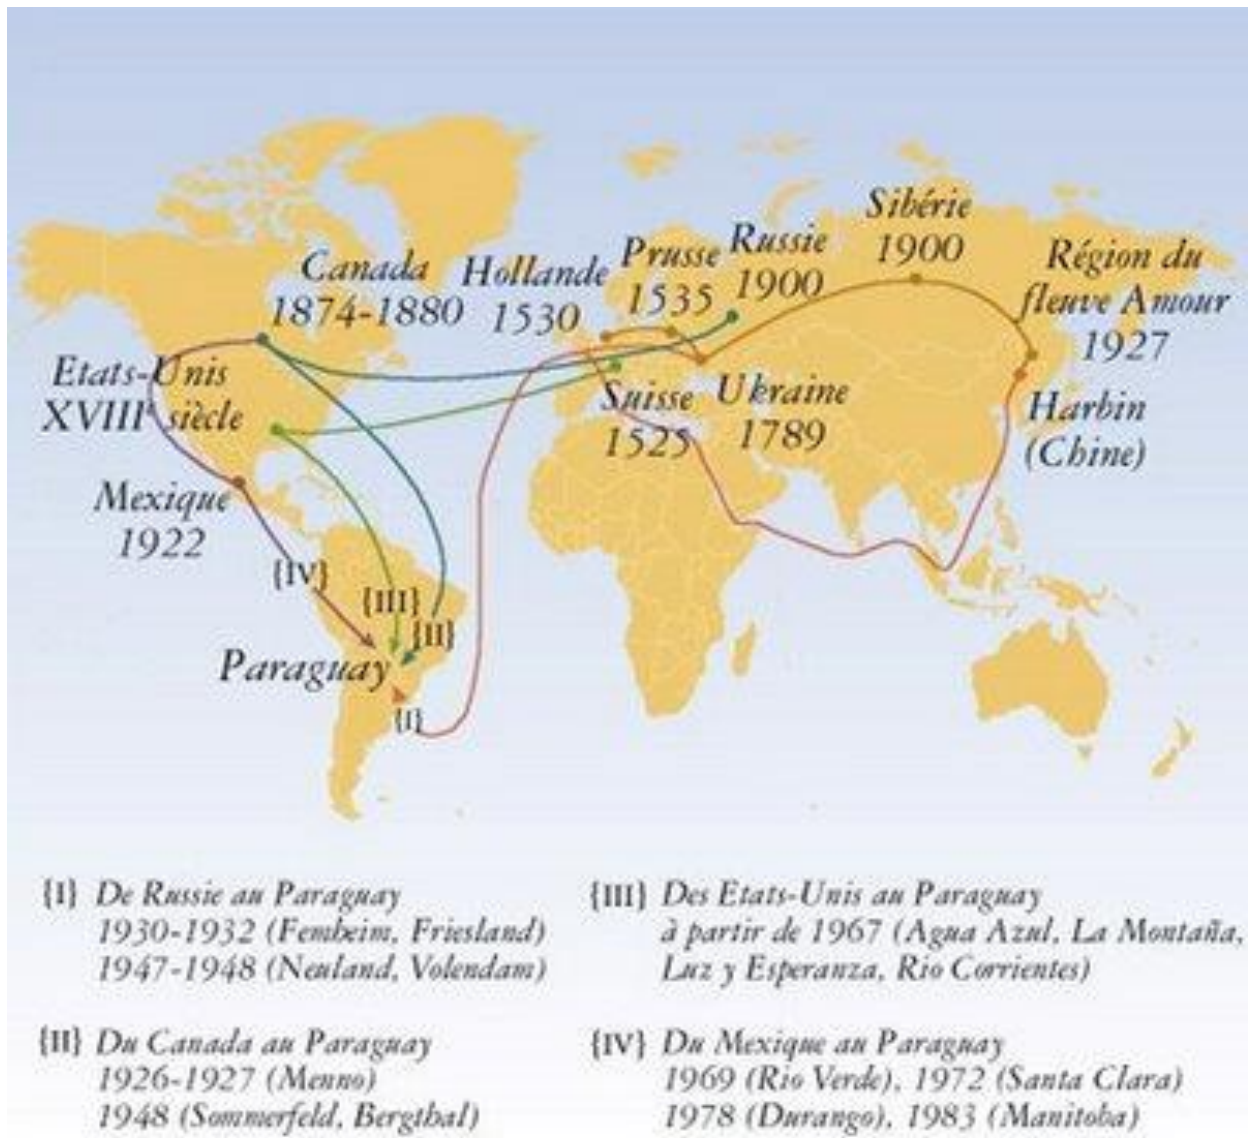 Sibérie
1900
Prusse
1535
Russie
1900
Région du
fleuve Amour
1927
Canada
1874-1880
Hollande
1530
Etats-Unis
XVIIIe siècle
Suisse
1525
Ukraine
1789
Harbin
(Chine)
Mexique
1922
{IV}
{III}
{II}
Paraguay
{I}
{I} De Russie au Paraguay
1930-1932 (Fernheim, Friesland)
1947-1948 (Neuland, Volendam)
{II} Du Canada au Paraguay
1926-1927 (Menno)
1948 (Sommerfeld, Bergthal)
{III} Des Etats-Unis au Paraguay
à partir de 1967 (Agua Azul, La Montaña,
Luz y Esperanza, Rio Corrientes)
{IV} Du Mexique au Paraguay
1969 (Rio Verde), 1972 (Santa Clara)
1978 (Durango), 1983 (Manitoba)